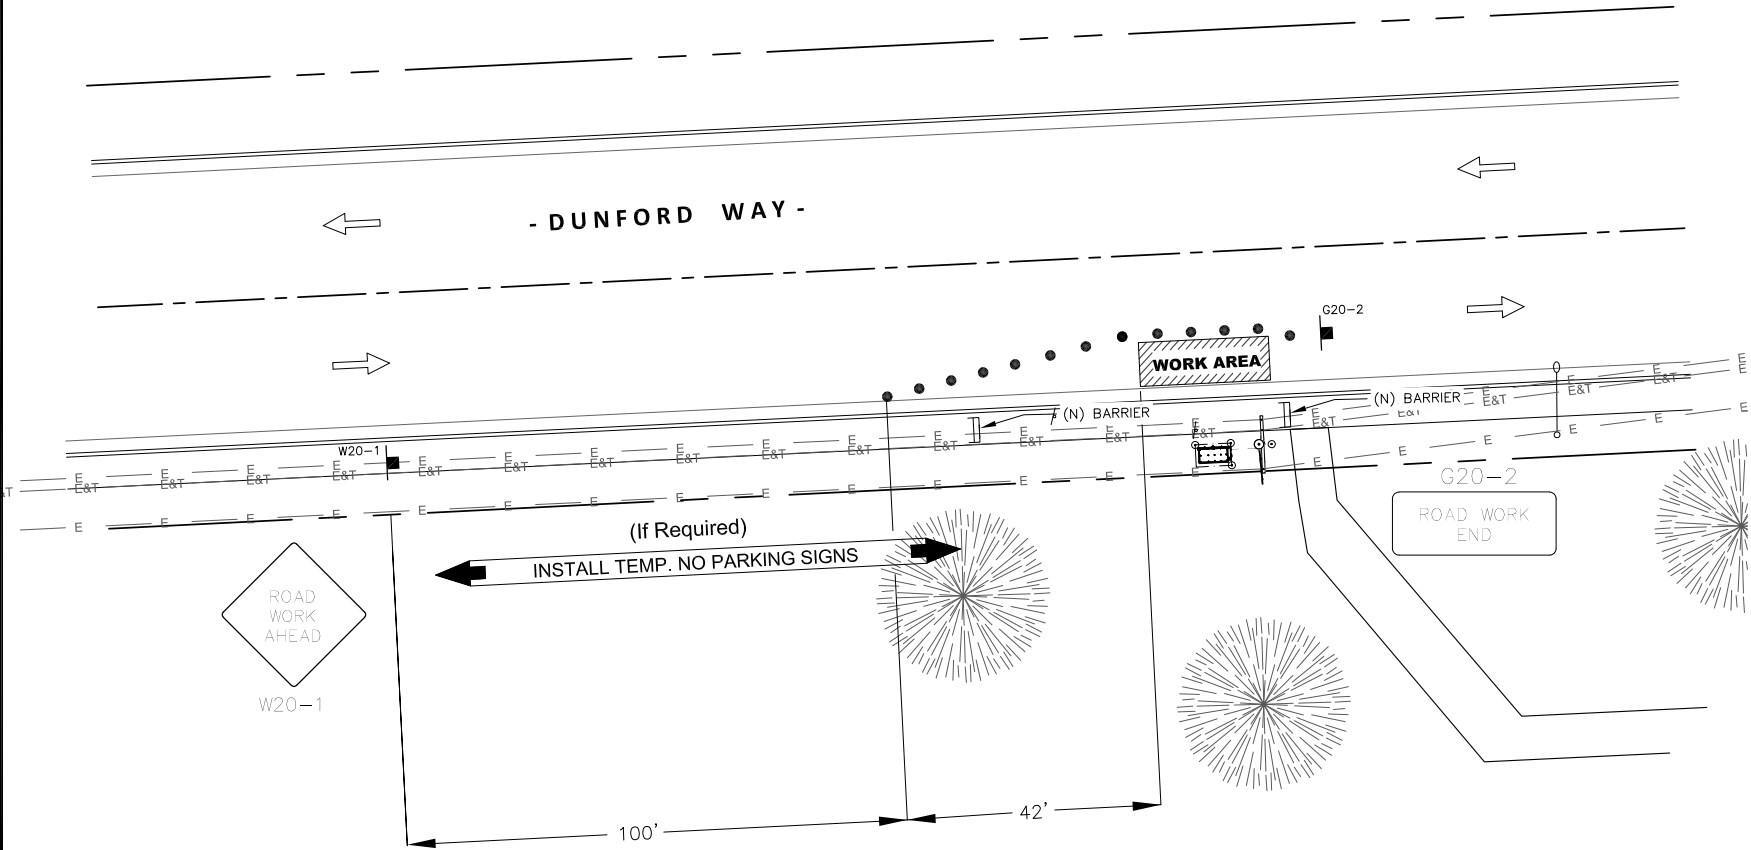 - DUNFORD WAY -
G20-2
WORK AREA
(N) BARRIER
(N) BARRIER
W20-1
E E E E E E E E E E E E E E E E E E
E&T E&T E&T E&T E&T E&T E&T E&T E&T E&T E&T E&T E&T E&T E&T E&T E&T E&T E&T
E E E E E E E E E E E E E E E E E E E E
G20-2
ROAD WORK
END
(If Required)
INSTALL TEMP. NO PARKING SIGNS
ROAD
WORK
AHEAD
W20-1
42'
100'